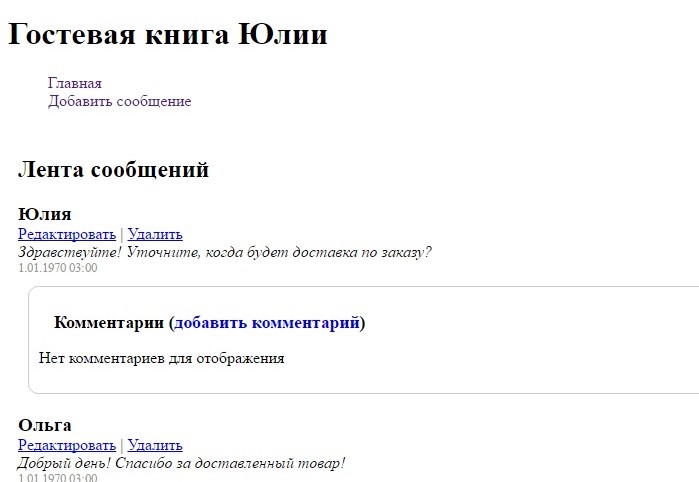 Гостевая книга Юлии
Главная
Добавить сообщение
Лента сообщений
Юлия
Редактировать | Удалить
Здравствуйте! Уточните, когда будет доставка по заказу?
1.01.1970 03:00
Комментарии (добавить комментарий)
Нет комментариев для отображения
Ольга
Редактировать | Удалить
Добрый день! Спасибо за доставленный товар!
1.01.1970 03:00